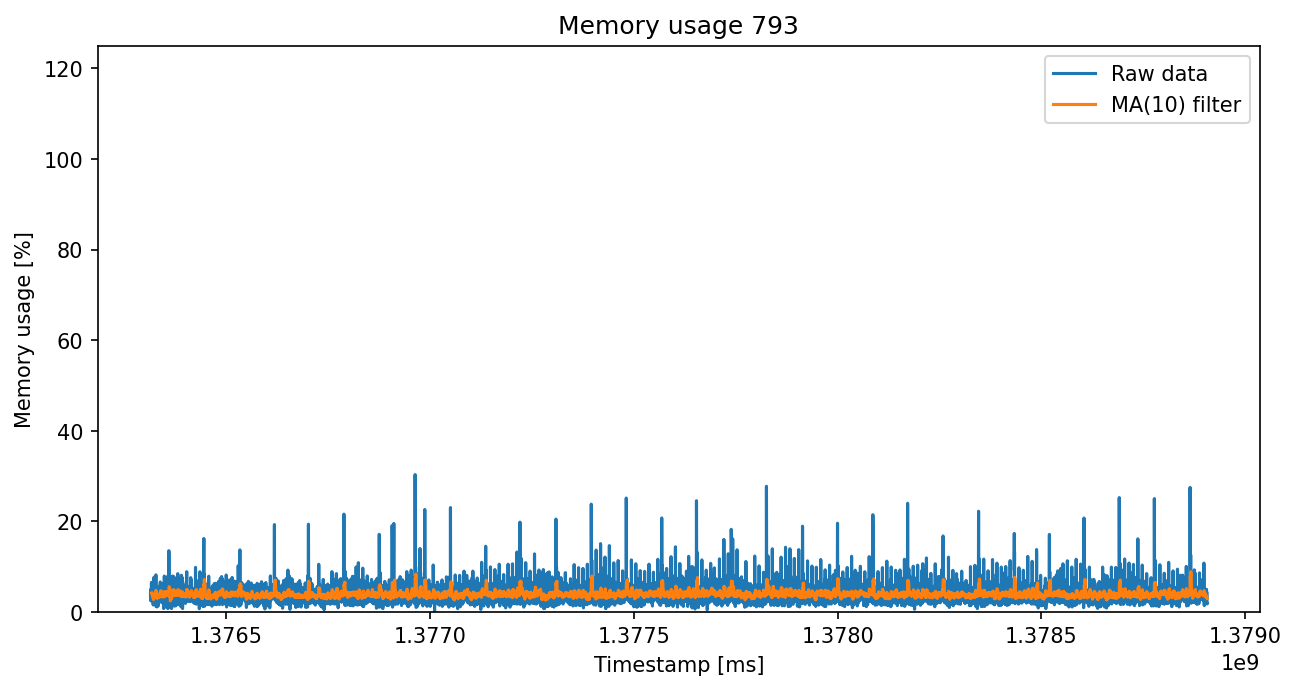 Memory usage 793
Raw data
MA(10) filter
Memory usage [%]
120
100
80
60
40
20
0
1.3765 1.3770 1.3775 1.3780 1.3785 1.3790
1e9
Timestamp [ms]